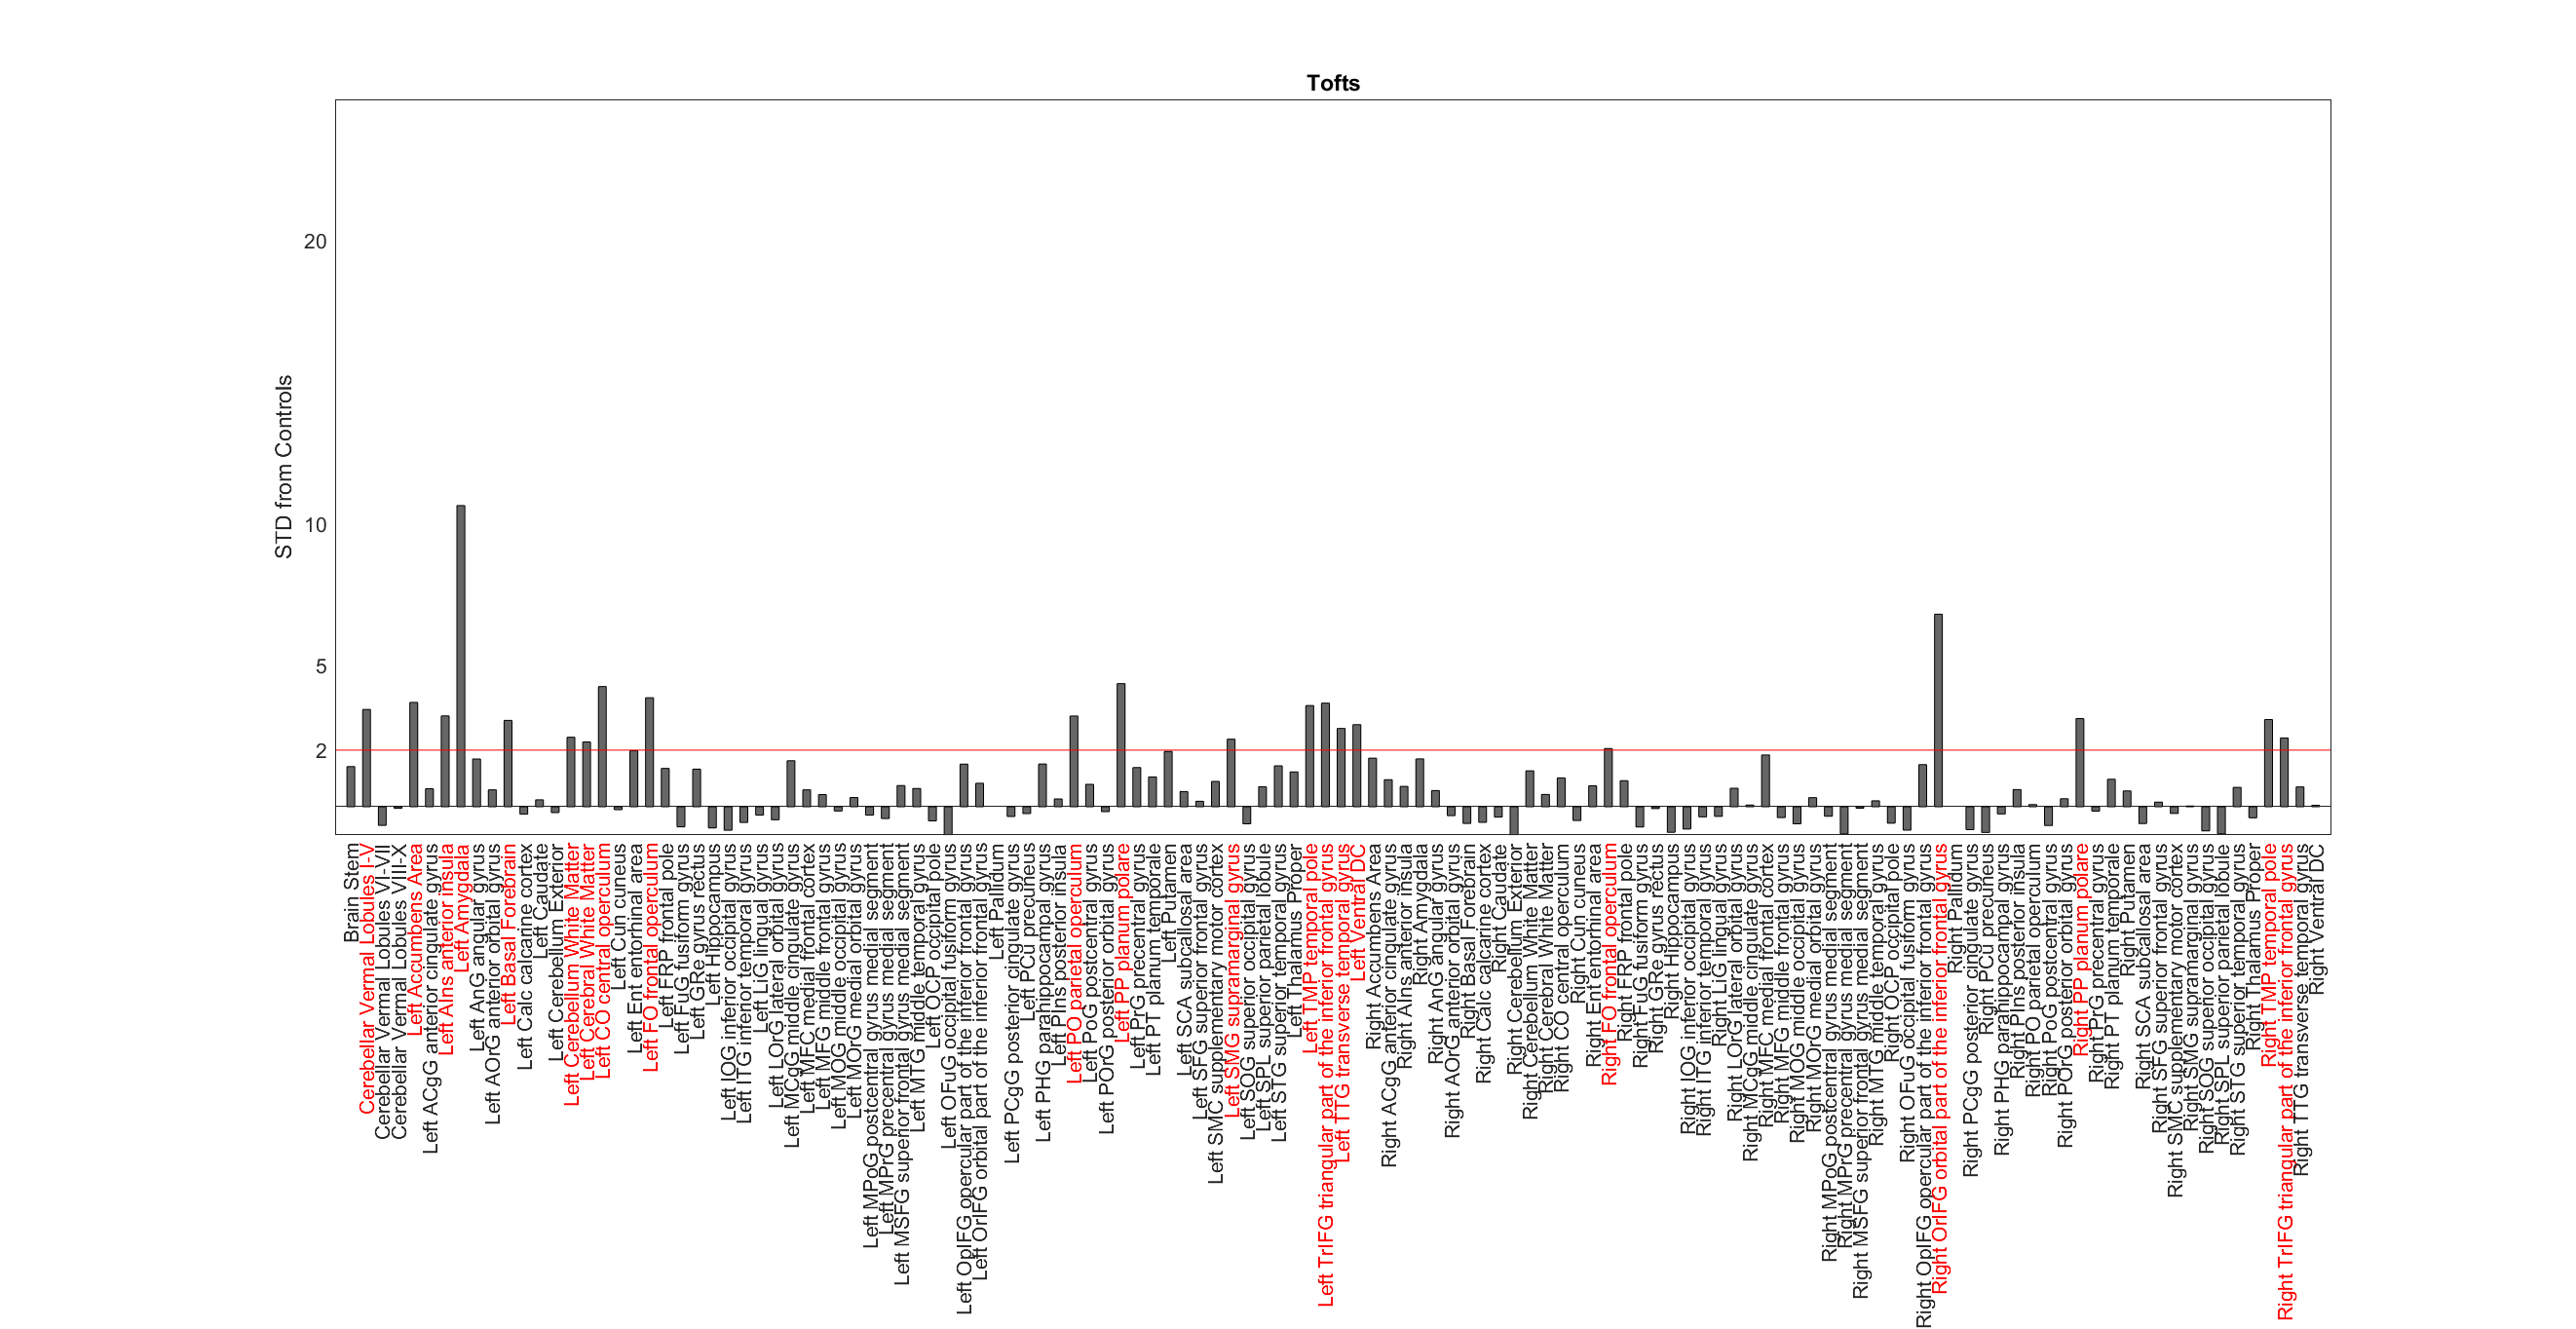 Tofts
STD from Controls
20
10
5
2
Brain Stem
Cerebellar Vermal Lobules I-V
Cerebellar Vermal Lobules VI-VII
Cerebellar Vermal Lobules VIII-X
Left Accumbens Area
Left ACgG anterior cingulate gyrus
Left AIns anterior insula
Left Amygdala
Left AnG angular gyrus
Left AOrG anterior orbital gyrus
Left Basal Forebrain
Left Calc calcarine cortex
Left Caudate
Left Cerebellum Exterior
Left Cerebellum White Matter
Left Cerebral White Matter
Left CO central operculum
Left Cun cuneus
Left Ent entorhinal area
Left FO frontal operculum
Left FRP frontal pole
Left FuG fusiform gyrus
Left GRe gyrus rectus
Left Hippocampus
Left IOG inferior occipital gyrus
Left ITG inferior temporal gyrus
Left LiG lingual gyrus
Left LOrG lateral orbital gyrus
Left MCgG middle cingulate gyrus
Left MFC medial frontal cortex
Left MFG middle frontal gyrus
Left MOG middle occipital gyrus
Left MOrG medial orbital gyrus
Left MPoG postcentral gyrus medial segment
Left MPrG precentral gyrus medial segment
Left MSFG superior frontal gyrus medial segment
Left MTG middle temporal gyrus
Left OCP occipital pole
Left OFuG occipital fusiform gyrus
Left OpIFG opercular part of the inferior frontal gyrus
Left OrIFG orbital part of the inferior frontal gyrus
Left Pallidum
Left PCgG posterior cingulate gyrus
Left PCu precuneus
Left PHG parahippocampal gyrus
Left PIns posterior insula
Left PO parietal operculum
Left PoG postcentral gyrus
Left POrG posterior orbital gyrus
Left PP planum polare
Left PrG precentral gyrus
Left PT planum temporale
Left Putamen
Left SCA subcallosal area
Left SFG superior frontal gyrus
Left SMC supplementary motor cortex
Left SMG supramarginal gyrus
Left SOG superior occipital gyrus
Left SPL superior parietal lobule
Left STG superior temporal gyrus
Left Thalamus Proper
Left TMP temporal pole
Left TrIFG triangular part of the inferior frontal gyrus
Left TTG transverse temporal gyrus
Left Ventral DC
Right Accumbens Area
Right ACgG anterior cingulate gyrus
Right AIns anterior insula
Right Amygdala
Right AnG angular gyrus
Right AOrG anterior orbital gyrus
Right Basal Forebrain
Right Calc calcarine cortex
Right Caudate
Right Cerebellum Exterior
Right Cerebellum White Matter
Right Cerebral White Matter
Right CO central operculum
Right Cun cuneus
Right Ent entorhinal area
Right FO frontal operculum
Right FRP frontal pole
Right FuG fusiform gyrus
Right GRe gyrus rectus
Right Hippocampus
Right IOG inferior occipital gyrus
Right ITG inferior temporal gyrus
Right LiG lingual gyrus
Right LOrG lateral orbital gyrus
Right MCgG middle cingulate gyrus
Right MFC medial frontal cortex
Right MFG middle frontal gyrus
Right MOG middle occipital gyrus
Right MOrG medial orbital gyrus
Right MPoG postcentral gyrus medial segment
Right MPrG precentral gyrus medial segment
Right MSFG superior frontal gyrus medial segment
Right MTG middle temporal gyrus
Right OCP occipital pole
Right OFuG occipital fusiform gyrus
Right OpIFG opercular part of the inferior frontal gyrus
Right OrIFG orbital part of the inferior frontal gyrus
Right Pallidum
Right PCgG posterior cingulate gyrus
Right PCu precuneus
Right PHG parahippocampal gyrus
Right PIns posterior insula
Right PO parietal operculum
Right PoG postcentral gyrus
Right POrG posterior orbital gyrus
Right PP planum polare
Right PrG precentral gyrus
Right PT planum temporale
Right Putamen
Right SCA subcallosal area
Right SFG superior frontal gyrus
Right SMC supplementary motor cortex
Right SMG supramarginal gyrus
Right SOG superior occipital gyrus
Right SPL superior parietal lobule
Right STG superior temporal gyrus
Right Thalamus Proper
Right TMP temporal pole
Right TrIFG triangular part of the inferior frontal gyrus
Right TTG transverse temporal gyrus
Right Ventral DC